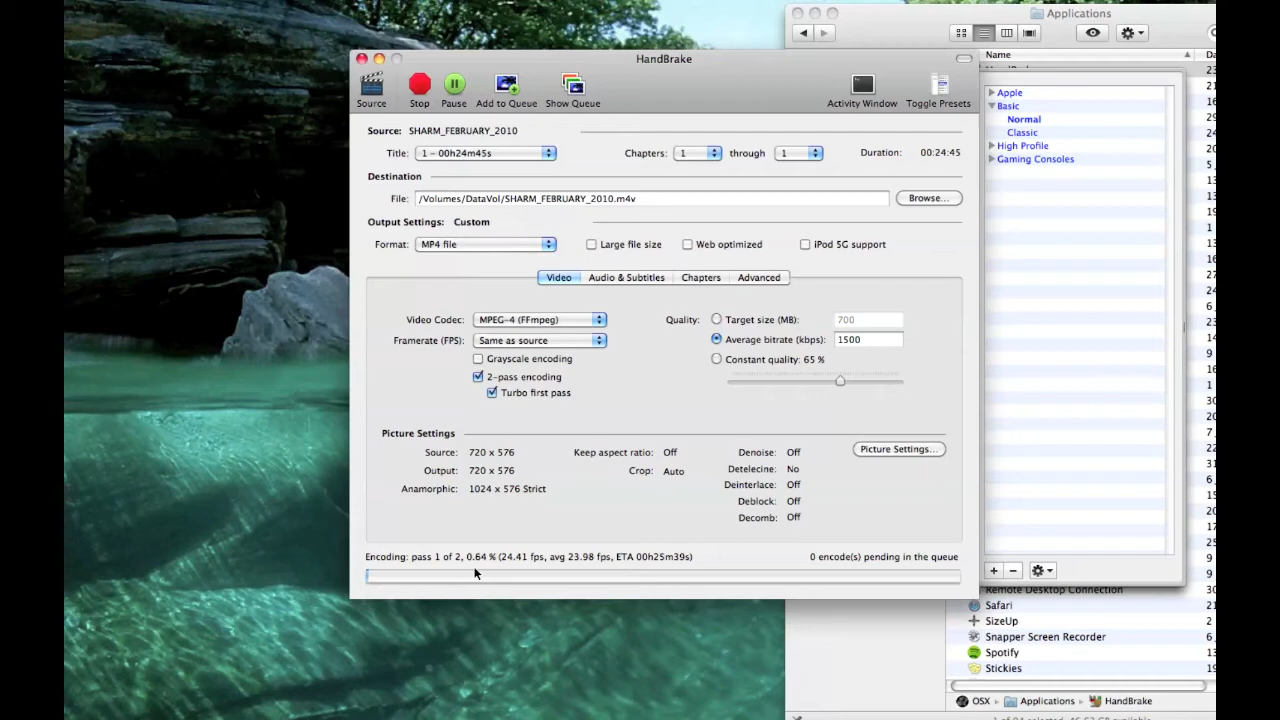 Applications
HandBrake
Name
Da
Source
Stop
Pause
Add to Queue
Show Queue
Activity Window
Toggle Presets
Source: SHARM_FEBRUARY_2010
Title: 1 - 00h24m45s
Chapters: 1 through 1
Duration: 00:24:45
Destination
File: /Volumes/DataVol/SHARM_FEBRUARY_2010.m4v
Browse...
Output Settings: Custom
Format: MP4 file
Large file size
Web optimized
iPod 5G support
Video
Audio & Subtitles
Chapters
Advanced
Video Codec: MPEG-4 (FFmpeg)
Framerate (FPS): Same as source
Grayscale encoding
2-pass encoding
Turbo first pass
Quality:
Target size (MB): 700
Average bitrate (kbps): 1500
Constant quality: 65 %
Picture Settings
Picture Settings...
Source: 720 x 576
Output: 720 x 576
Anamorphic: 1024 x 576 Strict
Keep aspect ratio: Off
Crop: Auto
Denoise: Off
Detelecine: No
Deinterlace: Off
Deblock: Off
Decomb: Off
Encoding: pass 1 of 2, 0.64 % (24.41 fps, avg 23.98 fps, ETA 00h25m39s)
0 encode(s) pending in the queue
Apple
Basic
Normal
Classic
High Profile
Gaming Consoles
Remote Desktop Connection
Safari
SizeUp
Snapper Screen Recorder
Spotify
Stickies
OSX
Applications
HandBrake